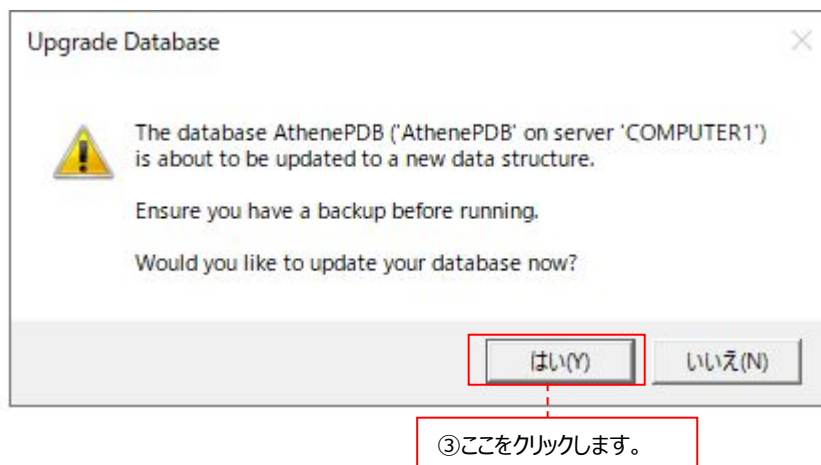 Upgrade Database
The database AthenePDB ('AthenePDB' on server 'COMPUTER1')
is about to be updated to a new data structure.
Ensure you have a backup before running.
Would you like to update your database now?
はい(Y)
いいえ(N)
③ここをクリックします。